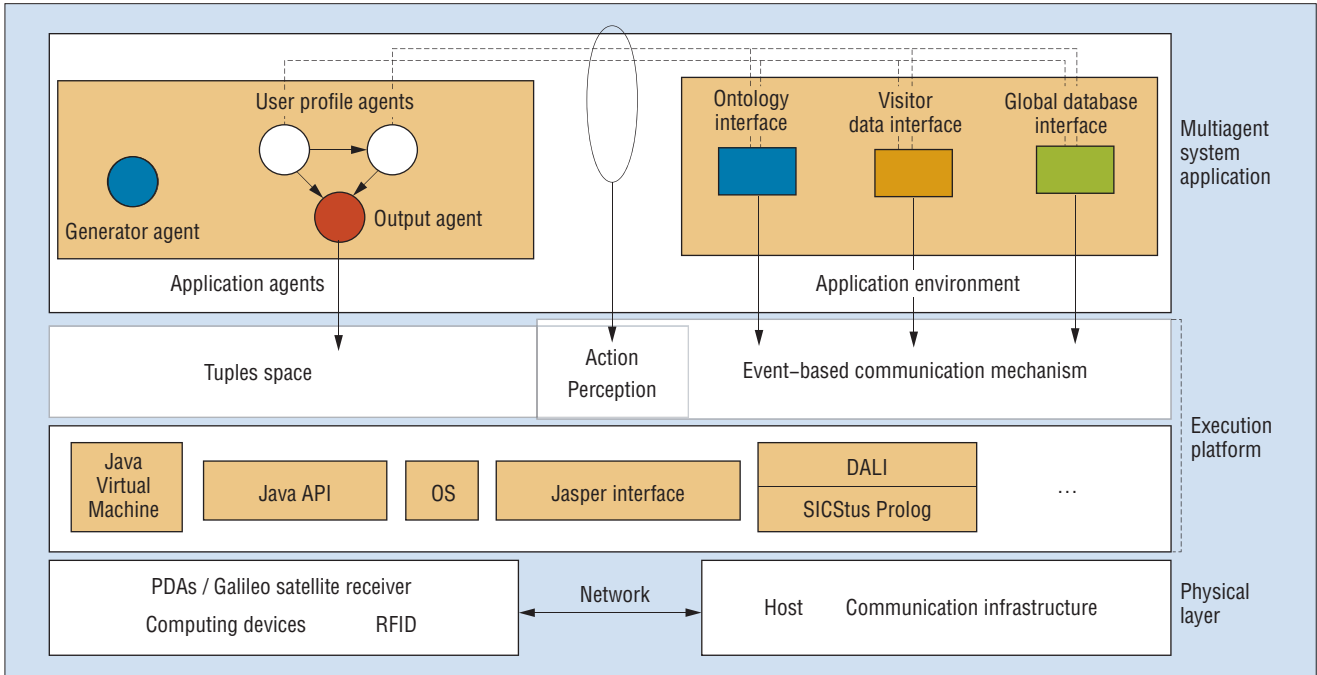 User profile agents
Generator agent
Output agent
Application agents
Ontology
interface
Visitor
data interface
Global database
interface
Application environment
Multiagent
system
application
Tuples space
Action
Perception
Event–based communication mechanism
Java
Virtual
Machine
Java API
OS
Jasper interface
DALI
SICStus Prolog
...
Execution
platform
PDAs / Galileo satellite receiver
Computing devices RFID
Network
Host Communication infrastructure
Physical
layer